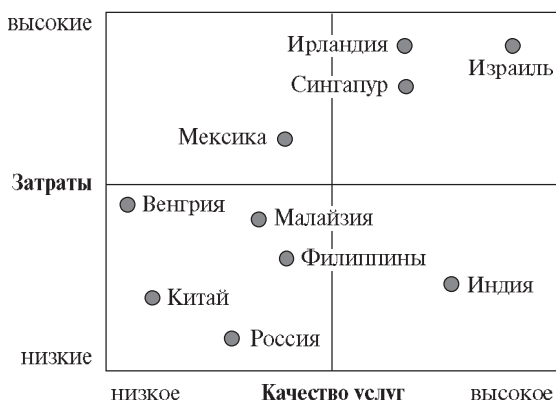 высокие
Ирландия
Израиль
Сингапур
Мексика
Затраты
Венгрия
Малайзия
Филиппины
Индия
Китай
Россия
низкие
низкое Качество услуг высокое